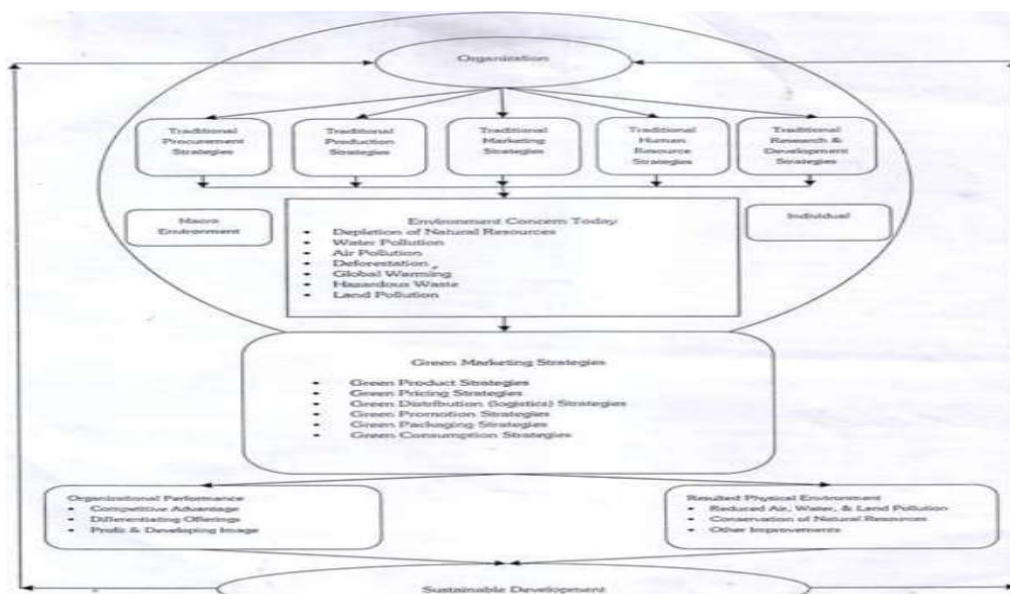 Organization
Traditional
Procurement
Strategies
Traditional
Production
Strategies
Traditional
Marketing
Strategies
Traditional
Human
Resource
Strategies
Traditional
Research &
Development
Strategies
Macro
Environment
Environment Concern Today
• Depletion of Natural Resources
• Water Pollution
• Air Pollution
• Deforestation
• Global Warming
• Hazardous Waste
• Land Pollution
Individual
Green Marketing Strategies
• Green Product Strategies
• Green Pricing Strategies
• Green Distribution (logistics) Strategies
• Green Promotion Strategies
• Green Packaging Strategies
• Green Consumption Strategies
Organizational Performance
• Competitive Advantage
• Differentiating Offerings
• Profit & Developing Image
Resulted Physical Environment
• Reduced Air, Water, & Land Pollution
• Conservation of Natural Resources
• Other Improvements
Sustainable Development